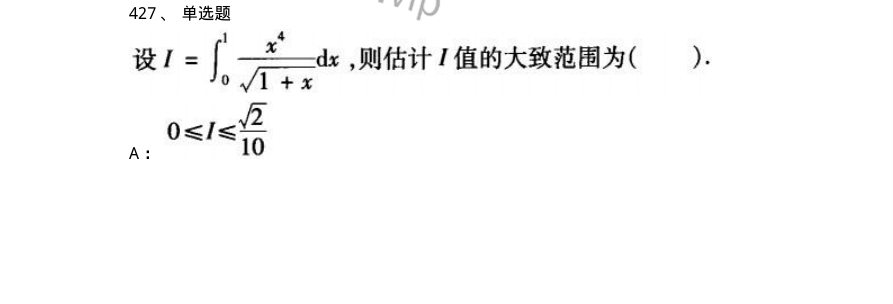 427、 单选题
设 I = ∫₀¹ x⁴/√(1 + x) dx ,则估计 I 值的大致范围为(  ).
A： 0≤I≤√2/10